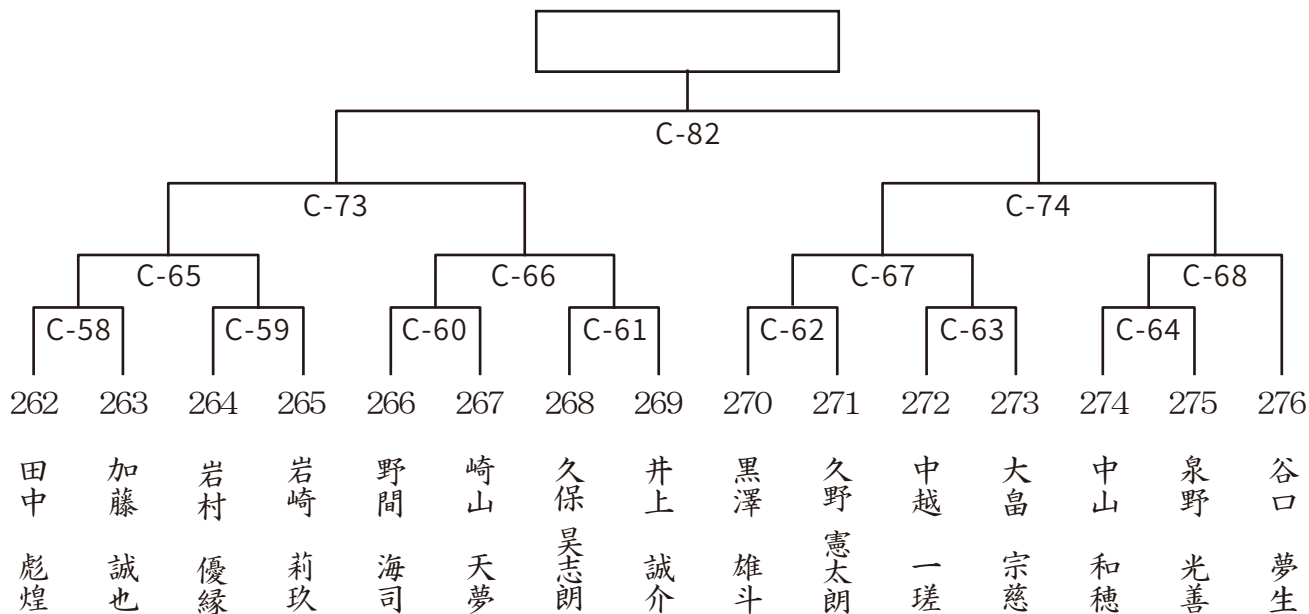 C-82
C-73 C-74
C-65 C-66 C-67 C-68
C-58 C-59 C-60 C-61 C-62 C-63 C-64
262 263 264 265 266 267 268 269 270 271 272 273 274 275 276
田中 彪煌
加藤 誠也
岩村 優縁
岩崎 莉玖
野間 海司
崎山 天夢
久保 昊志朗
井上 誠介
黒澤 雄斗
久野 憲太朗
中越 一瑳
大畠 宗慈
中山 和穂
泉野 光善
谷口 夢生